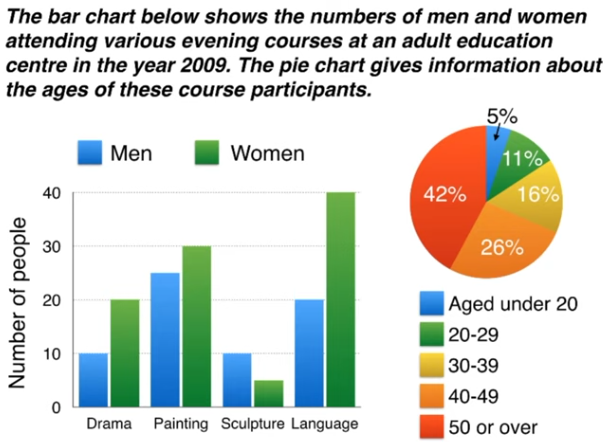 The bar chart below shows the numbers of men and women
attending various evening courses at an adult education
centre in the year 2009. The pie chart gives information about
the ages of these course participants.
Men
Women
Number of people
40
30
20
10
0
Drama
Painting
Sculpture
Language
5%
11%
16%
26%
42%
Aged under 20
20-29
30-39
40-49
50 or over